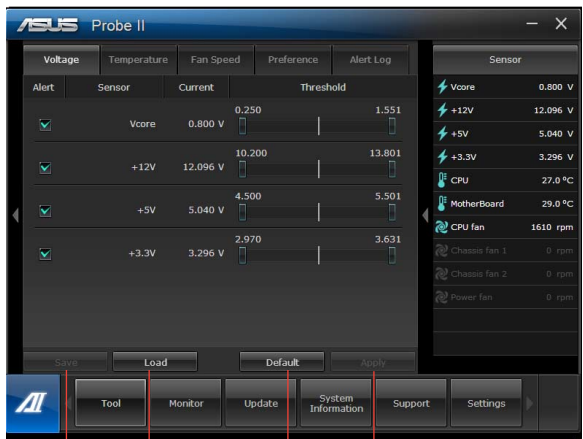 ASUS Probe II
Voltage Temperature Fan Speed Preference Alert Log
Alert Sensor Current Threshold
Vcore 0.800 V 0.250 1.551
+12V 12.096 V 10.200 13.801
+5V 5.040 V 4.500 5.501
+3.3V 3.296 V 2.970 3.631
Save Load Default Apply
Sensor
Vcore 0.800 V
+12V 12.096 V
+5V 5.040 V
+3.3V 3.296 V
CPU 27.0 ºC
MotherBoard 29.0 ºC
CPU fan 1610 rpm
Chassis fan 1 0 rpm
Chassis fan 2 0 rpm
Power fan 0 rpm
AI Tool Monitor Update System Information Support Settings